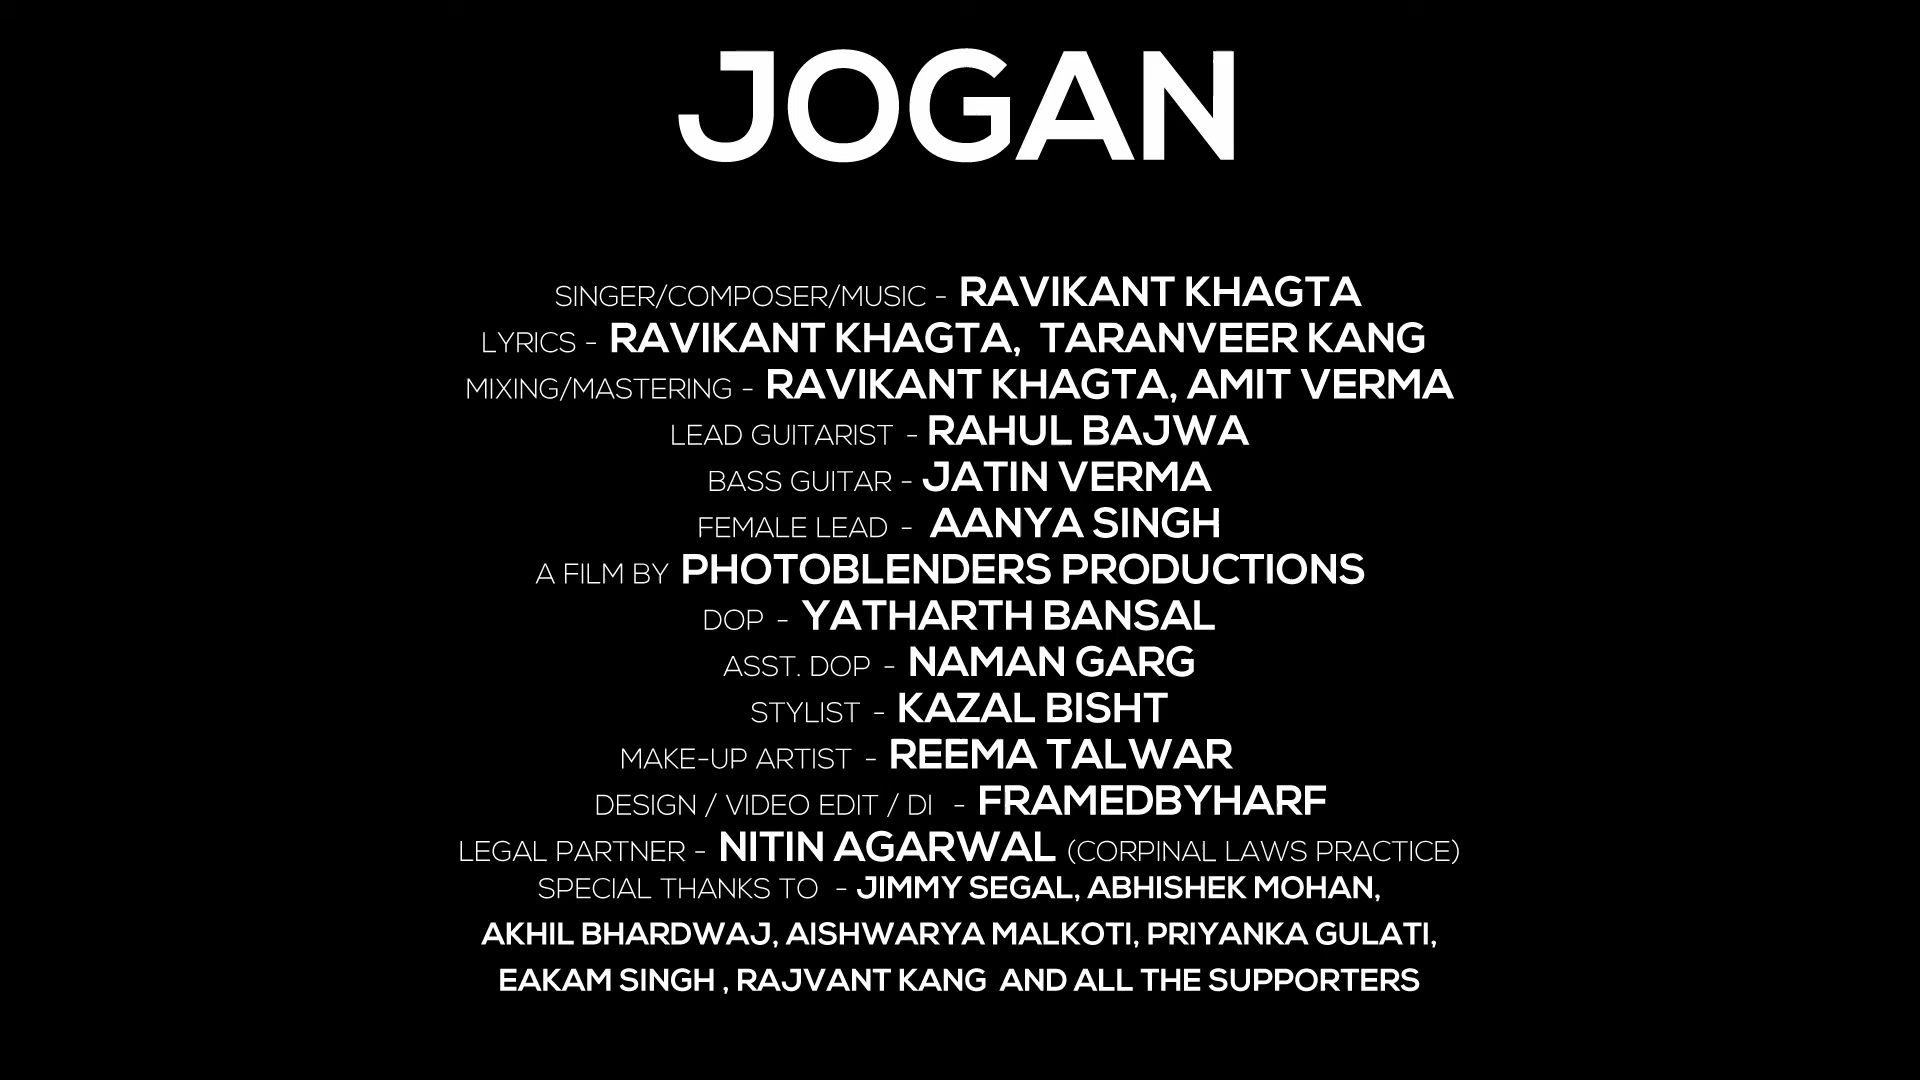 JOGAN
SINGER/COMPOSER/MUSIC - RAVIKANT KHAGTA
LYRICS - RAVIKANT KHAGTA, TARANVEER KANG
MIXING/MASTERING - RAVIKANT KHAGTA, AMIT VERMA
LEAD GUITARIST - RAHUL BAJWA
BASS GUITAR - JATIN VERMA
FEMALE LEAD - AANYA SINGH
A FILM BY PHOTOBLENDERS PRODUCTIONS
DOP - YATHARTH BANSAL
ASST. DOP - NAMAN GARG
STYLIST - KAZAL BISHT
MAKE-UP ARTIST - REEMA TALWAR
DESIGN / VIDEO EDIT / DI - FRAMEDBYHARF
LEGAL PARTNER - NITIN AGARWAL (CORPINAL LAWS PRACTICE)
SPECIAL THANKS TO - JIMMY SEGAL, ABHISHEK MOHAN,
AKHIL BHARDWAJ, AISHWARYA MALKOTI, PRIYANKA GULATI,
EAKAM SINGH , RAJVANT KANG AND ALL THE SUPPORTERS